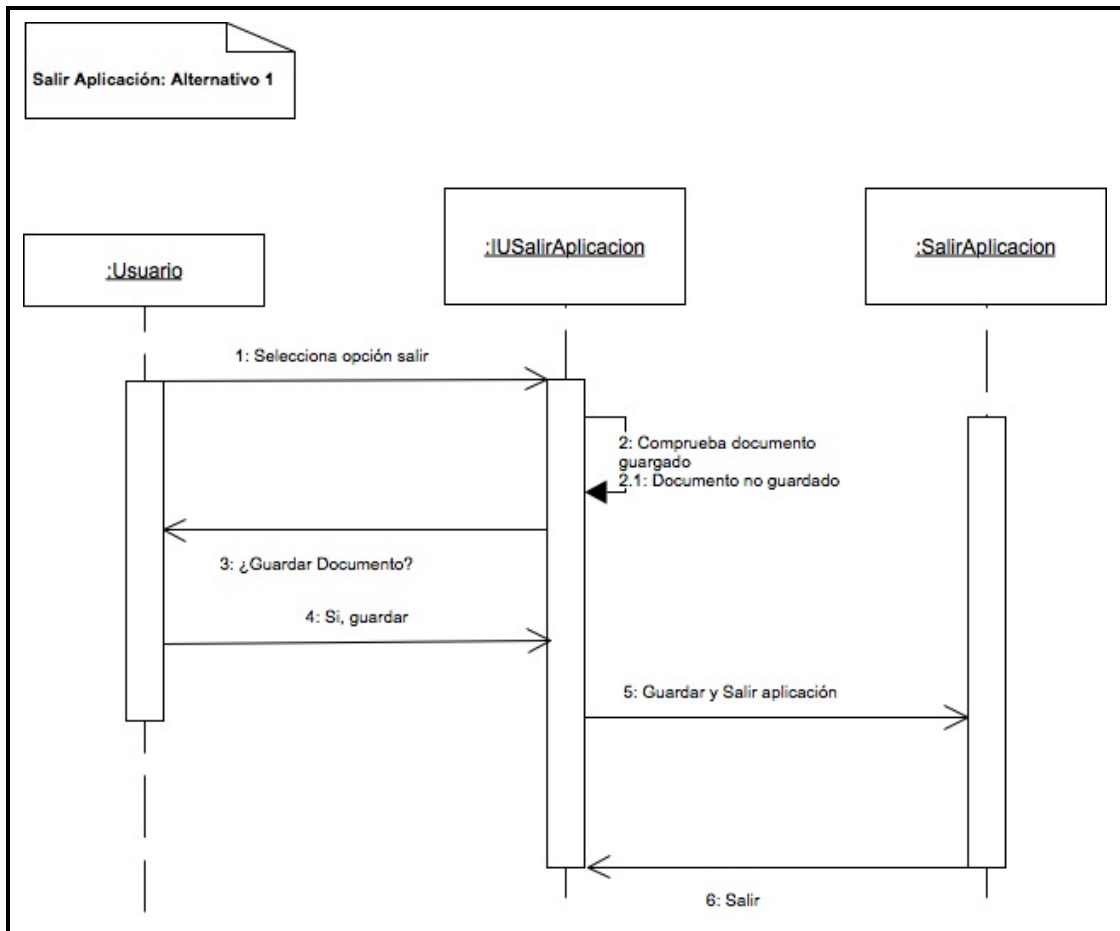 Salir Aplicación: Alternativo 1
:Usuario
:IUSalirAplicacion
:SalirAplicacion
1: Selecciona opción salir
2: Comprueba documento
guargado
2.1: Documento no guardado
3: ¿Guardar Documento?
4: Si, guardar
5: Guardar y Salir aplicación
6: Salir